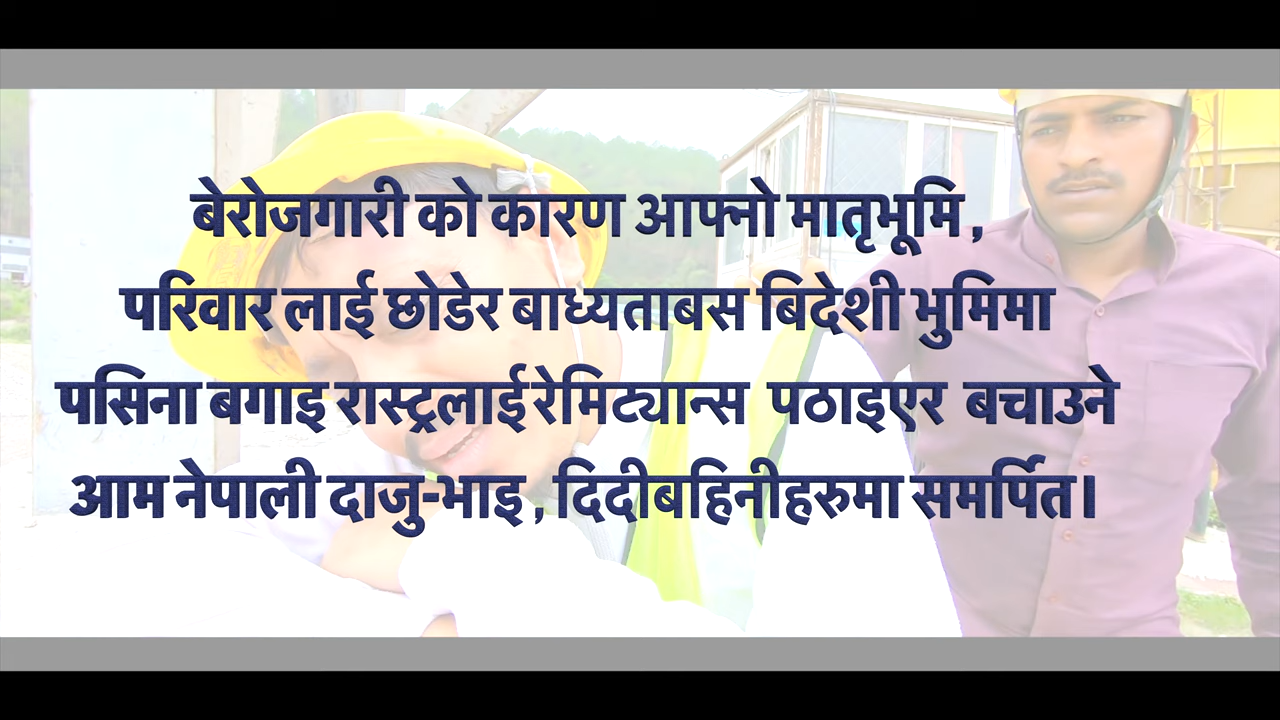 बेरोजगारी को कारण आफ्नो मातृभूमि ,
परिवार लाई छोडेर बाध्यताबस बिदेशी भुमिमा
पसिना बगाइ रास्ट्रलाई रेमिट्यान्स पठाइएर बचाउने
आम नेपाली दाजु-भाइ , दिदीबहिनीहरुमा समर्पित।